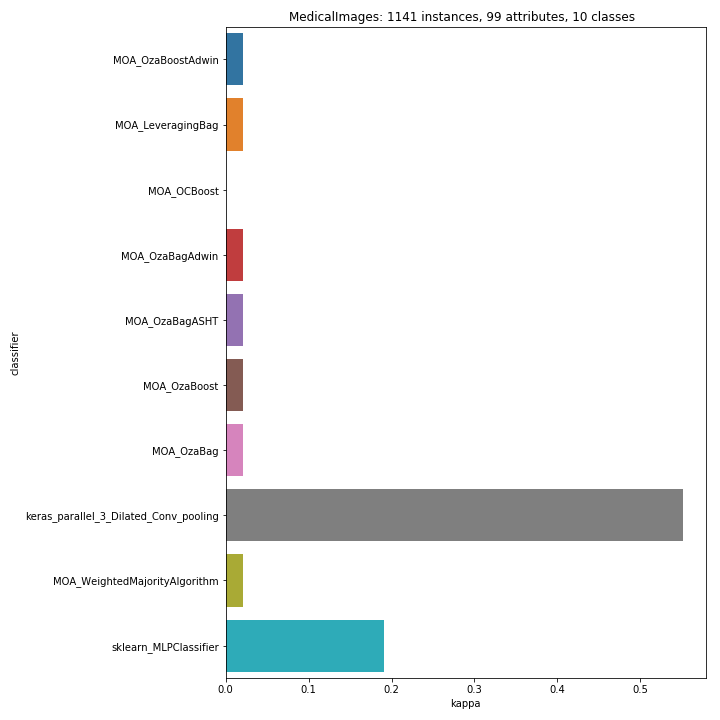 MedicalImages: 1141 instances, 99 attributes, 10 classes
MOA_OzaBoostAdwin
MOA_LeveragingBag
MOA_OCBoost
MOA_OzaBagAdwin
MOA_OzaBagASHT
classifier
MOA_OzaBoost
MOA_OzaBag
keras_parallel_3_Dilated_Conv_pooling
MOA_WeightedMajorityAlgorithm
sklearn_MLPClassifier
0.0 0.1 0.2 0.3 0.4 0.5
kappa